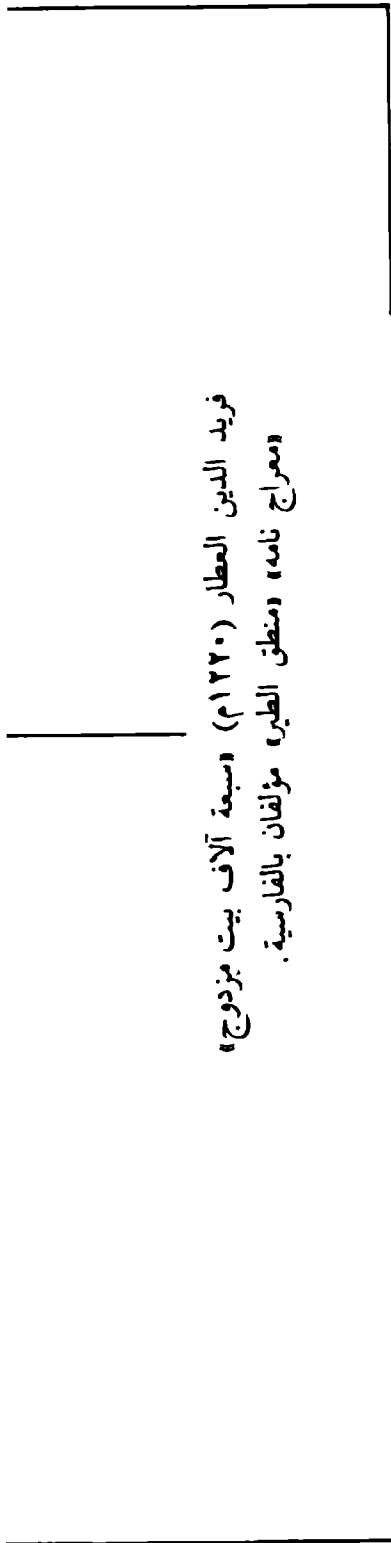 فريد الدين العطار (١٢٢٠م) «سبعة آلاف بيت مزدوج»
«معراج نامه» «منطق الطير» مؤلفان بالفارسية.